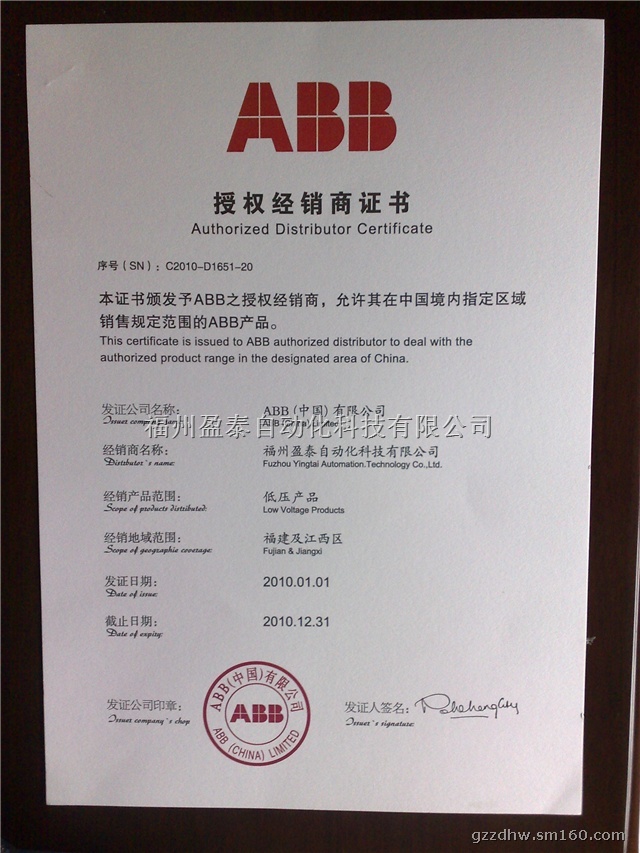 ABB
授权经销商证书
Authorized Distributor Certificate
序号（SN）：C2010-D1651-20
本证书颁发予ABB之授权经销商，允许其在中国境内指定区域
销售规定范围的ABB产品。
This certificate is issued to ABB authorized distributor to deal with the
authorized product range in the designated area of China.
发证公司名称： ABB (中国) 有限公司
Issuer company's name:
福州盈泰自动化科技有限公司
经销商名称： 福州盈泰自动化科技有限公司
Distrbutor's name: Fuzhou Yingtai Automation.Technology Co.,Ltd.
经销产品范围： 低压产品
Scope of products distributed: Low Voltage Products
经销地域范围： 福建及江西区
Scope of geographic coverage: Fujian & Jiangxi
发证日期： 2010.01.01
Date of issue:
截止日期： 2010.12.31
Date of expiry:
发证公司印章：
Issuer company's chop
ABB(中国)有限公司
ABB
ABB (CHINA) LIMITED
发证人签名：
Issuer's signature:
gzzdhw.sm160.com